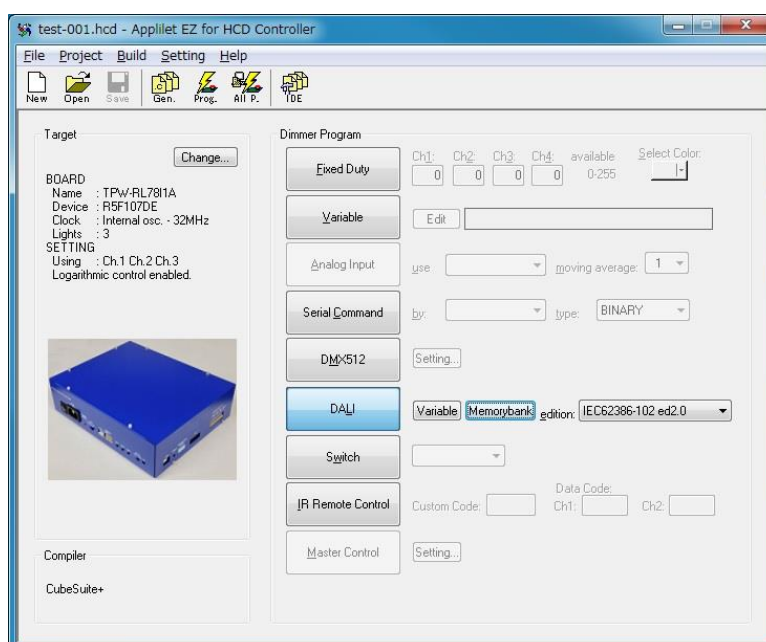 test-001.hcd - Applilet EZ for HCD Controller
File Project Build Setting Help
New Open Save Gen. Prog. All P. IDE
Target
Change...
BOARD
Name : TPW-RL78I1A
Device : R5F107DE
Clock : Internal osc. - 32MHz
Lights : 3
SETTING
Using : Ch.1 Ch.2 Ch.3
Logarithmic control enabled.
Compiler
CubeSuite+
Dimmer Program
Fixed Duty Ch1: Ch2: Ch3: Ch4: available Select Color:
0 0 0 0 0-255
Variable Edit
Analog Input use moving average: 1
Serial Command by: type: BINARY
DMX512 Setting...
DALI Variable Memorybank edition: IEC62386-102 ed2.0
Switch
IR Remote Control Custom Code: Data Code:
Ch1: Ch2:
Master Control Setting...